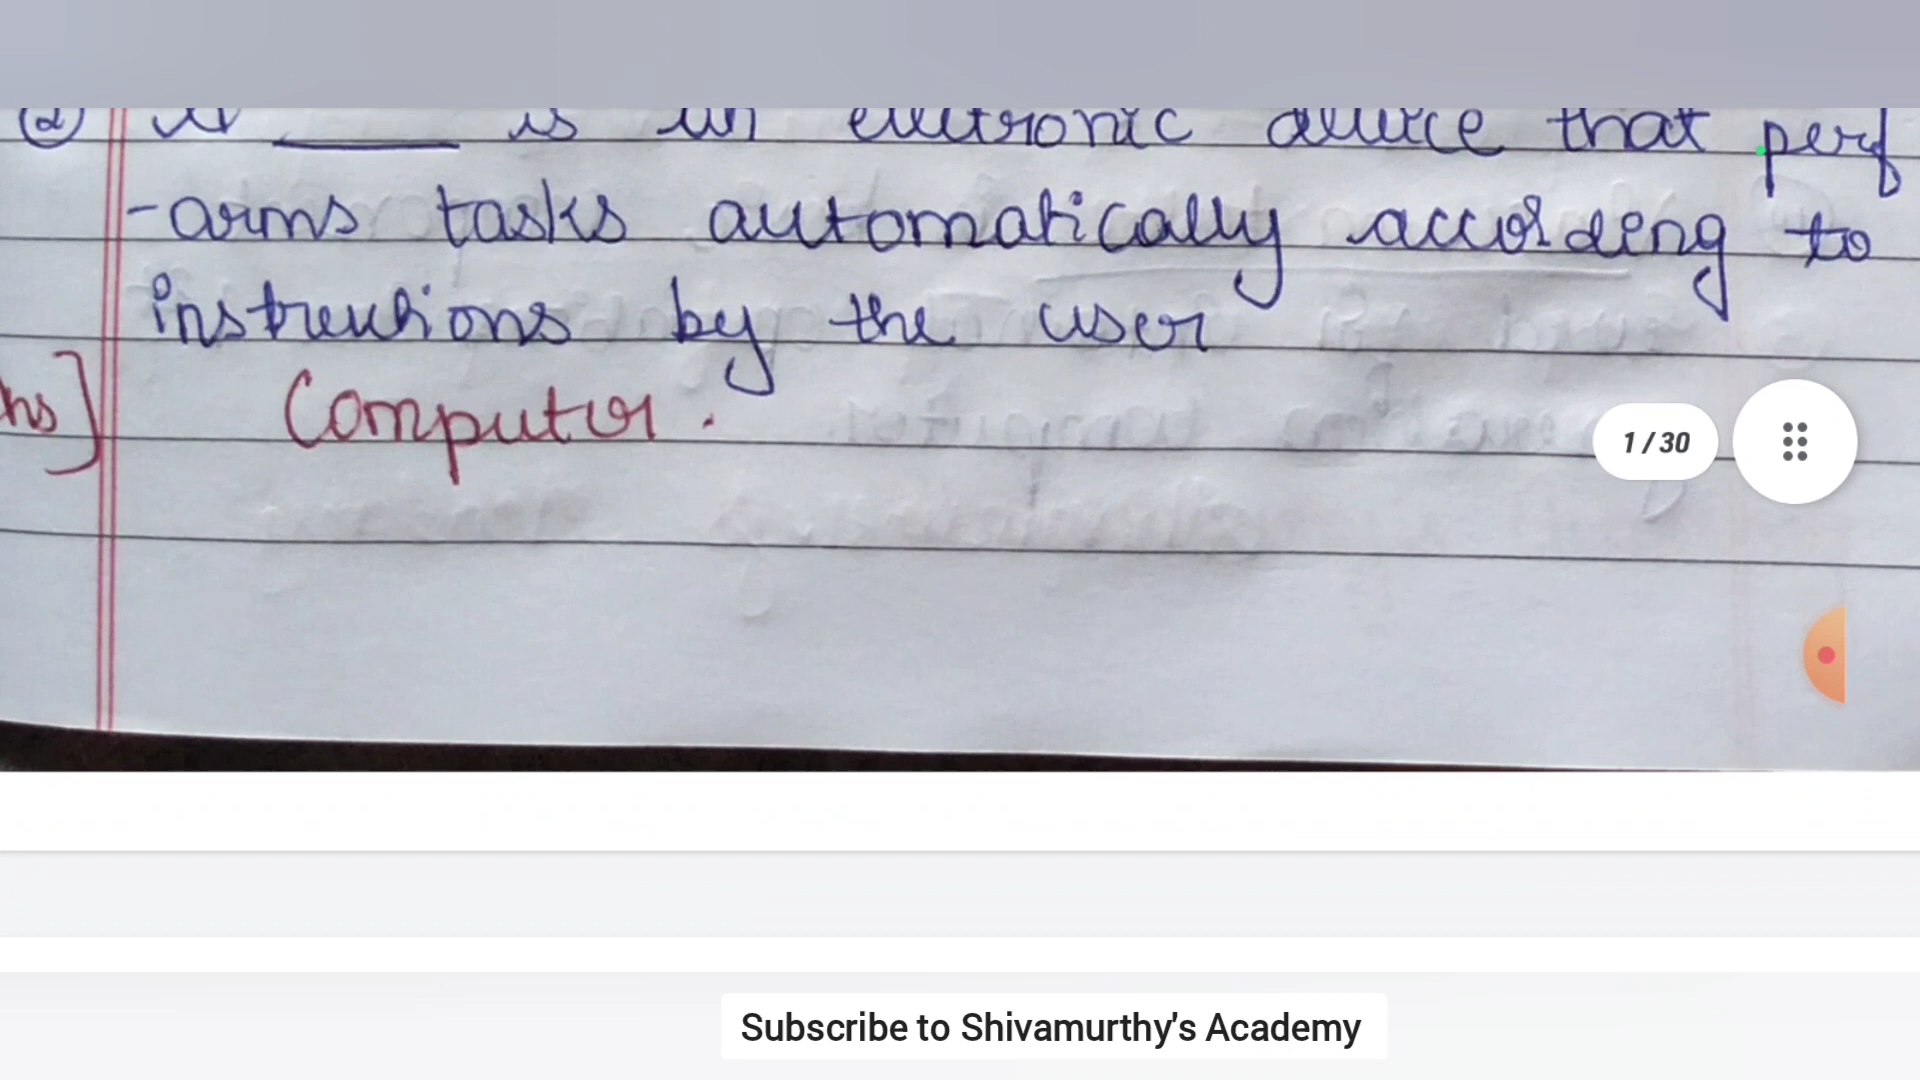 is an electronic device that perf
-orms tasks automatically according to
instructions by the user
ns] Computer.
1 / 30
Subscribe to Shivamurthy's Academy